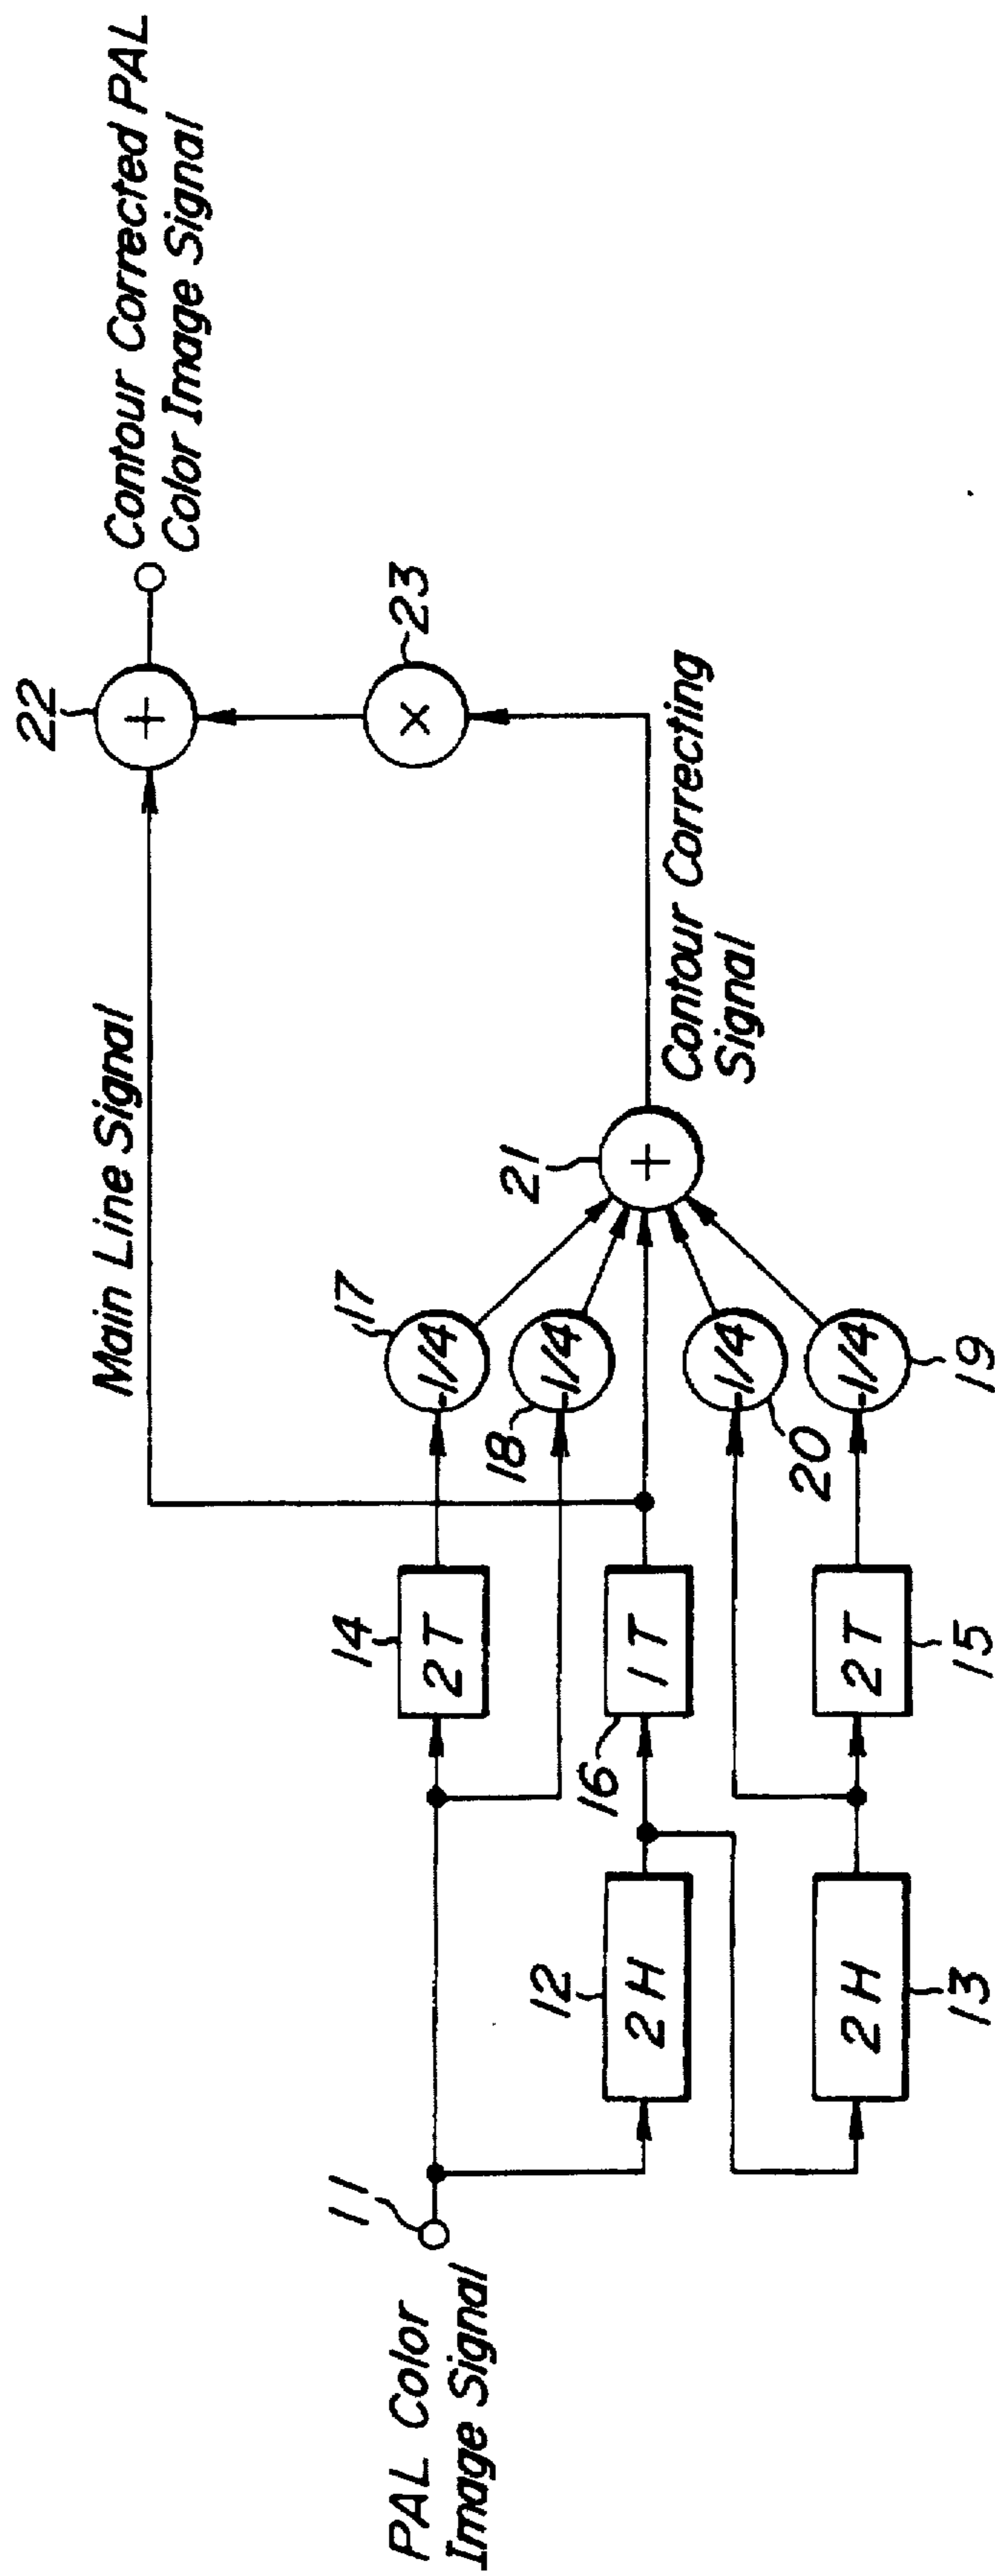 PAL Color
Image Signal
11
12
2H
13
2H
14
2T
16
1T
15
2T
17
-1/4
18
-1/4
20
-1/4
19
-1/4
Main Line Signal
21
+
Contour Correcting
Signal
22
+
23
×
Contour Corrected PAL
Color Image Signal